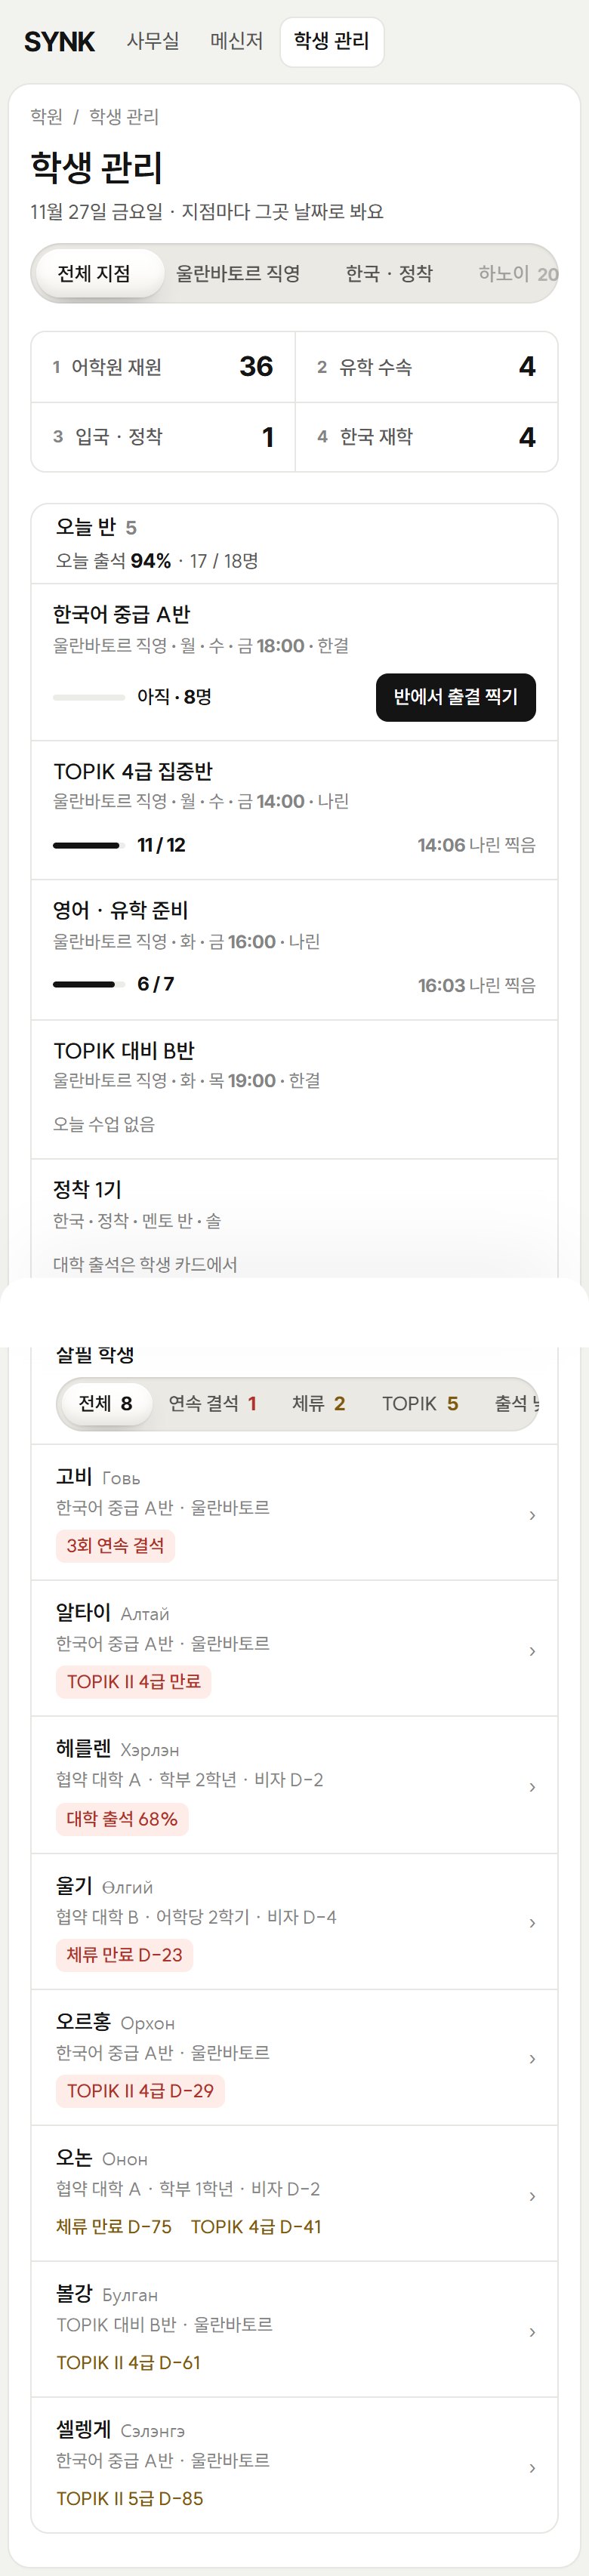 SYNK 사무실 메신저 학생 관리
학원 / 학생 관리
학생 관리
11월 27일 금요일 · 지점마다 그곳 날짜로 봐요
전체 지점 울란바토르 직영 한국 · 정착 하노이 20
1 어학원 재원 36
2 유학 수속 4
3 입국 · 정착 1
4 한국 재학 4
오늘 반 5
오늘 출석 94% · 17 / 18명
한국어 중급 A반
울란바토르 직영 · 월 · 수 · 금 18:00 · 한결
아직 · 8명 반에서 출결 찍기
TOPIK 4급 집중반
울란바토르 직영 · 월 · 수 · 금 14:00 · 나린
11 / 12 14:06 나린 찍음
영어 · 유학 준비
울란바토르 직영 · 화 · 금 16:00 · 나린
6 / 7 16:03 나린 찍음
TOPIK 대비 B반
울란바토르 직영 · 화 · 목 19:00 · 한결
오늘 수업 없음
정착 1기
한국 · 정착 · 멘토 반 · 솔
대학 출석은 학생 카드에서
살필 학생
전체 8 연속 결석 1 체류 2 TOPIK 5 출석
고비 Говь
한국어 중급 A반 · 울란바토르
3회 연속 결석
알타이 Алтай
한국어 중급 A반 · 울란바토르
TOPIK II 4급 만료
헤를렌 Хэрлэн
협약 대학 A · 학부 2학년 · 비자 D-2
대학 출석 68%
울기 Өлгий
협약 대학 B · 어학당 2학기 · 비자 D-4
체류 만료 D-23
오르홍 Орхон
한국어 중급 A반 · 울란바토르
TOPIK II 4급 D-29
오논 Онон
협약 대학 A · 학부 1학년 · 비자 D-2
체류 만료 D-75 TOPIK 4급 D-41
볼강 Булган
TOPIK 대비 B반 · 울란바토르
TOPIK II 4급 D-61
셀렝게 Сэлэнгэ
한국어 중급 A반 · 울란바토르
TOPIK II 5급 D-85